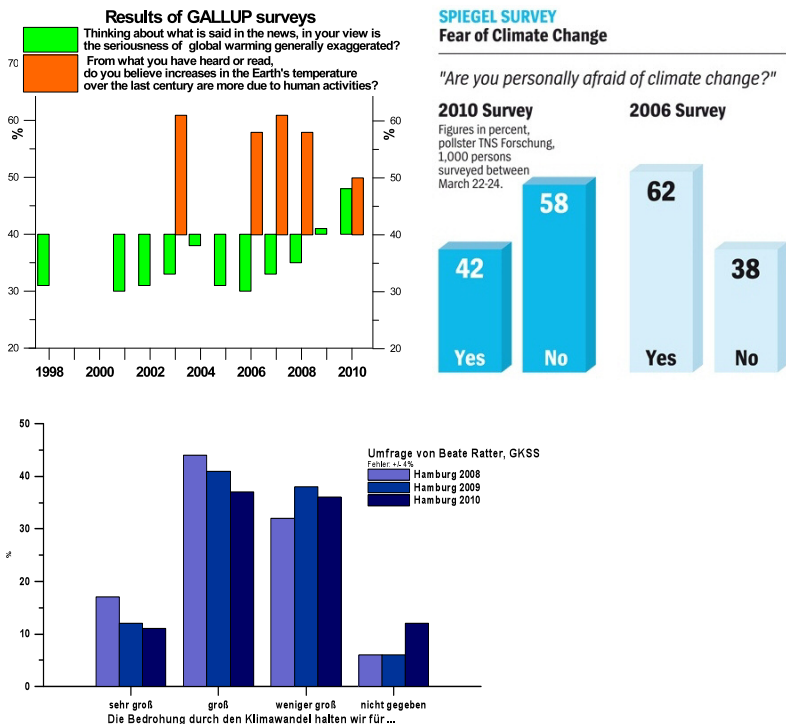 Results of GALLUP surveys
Thinking about what is said in the news, in your view is
the seriousness of global warming generally exaggerated?
From what you have heard or read,
do you believe increases in the Earth's temperature
over the last century are more due to human activities?
70
60
%
50
40
30
20
60
%
50
40
30
20
1998 2000 2002 2004 2006 2008 2010
SPIEGEL SURVEY
Fear of Climate Change
"Are you personally afraid of climate change?"
2010 Survey
Figures in percent,
pollster TNS Forschung,
1,000 persons
surveyed between
March 22-24.
42
Yes
58
No
2006 Survey
62
Yes
38
No
50
40
30
%
20
10
0
Umfrage von Beate Ratter, GKSS
Fehler: +/- 4%
Hamburg 2008
Hamburg 2009
Hamburg 2010
sehr groß groß weniger groß nicht gegeben
Die Bedrohung durch den Klimawandel halten wir für ...